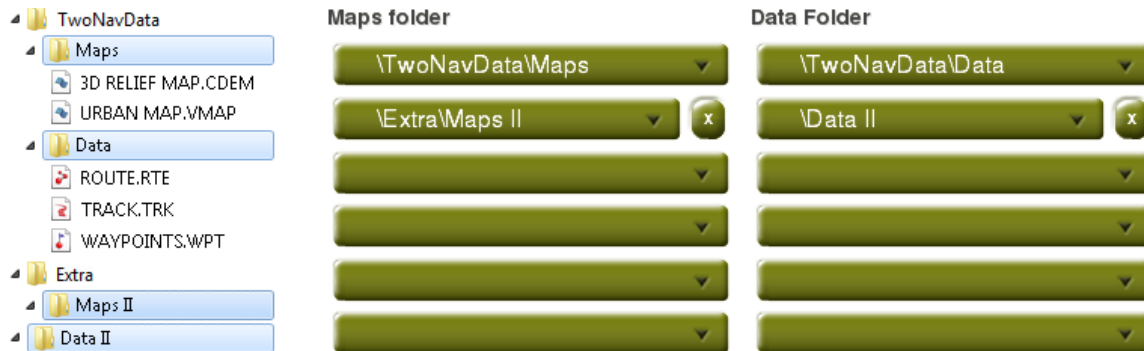 TwoNavData
Maps
3D RELIEF MAP.CDEM
URBAN MAP.VMAP
Data
ROUTE.RTE
TRACK.TRK
WAYPOINTS.WPT
Extra
Maps II
Data II
Maps folder
\TwoNavData\Maps
\Extra\Maps II
x
Data Folder
\TwoNavData\Data
\Data II
x